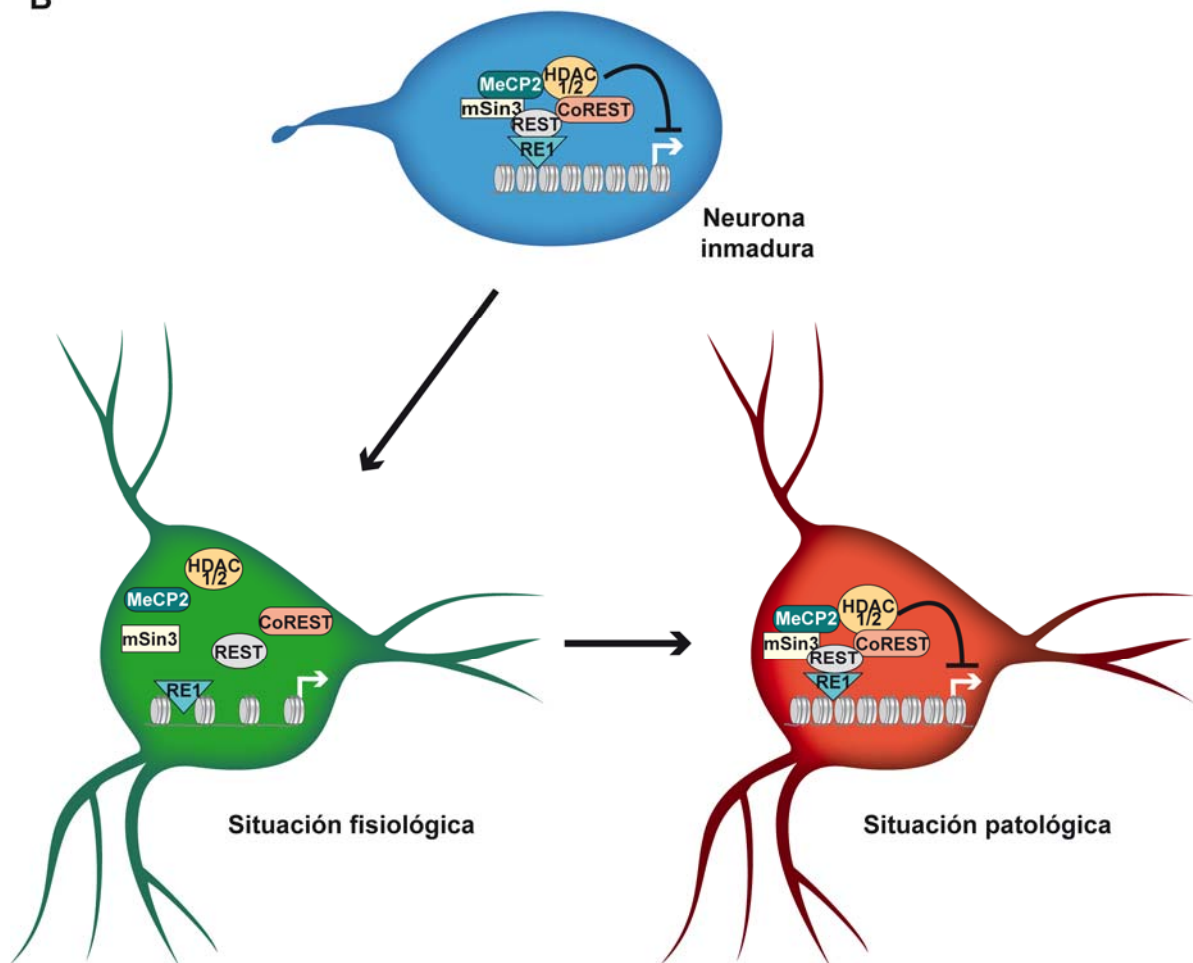 B
MeCP2
HDAC
1/2
mSin3
CoREST
REST
RE1
Neurona
inmadura
HDAC
1/2
MeCP2
CoREST
mSin3
REST
RE1
Situación fisiológica
MeCP2
HDAC
1/2
mSin3
CoREST
REST
RE1
Situación patológica